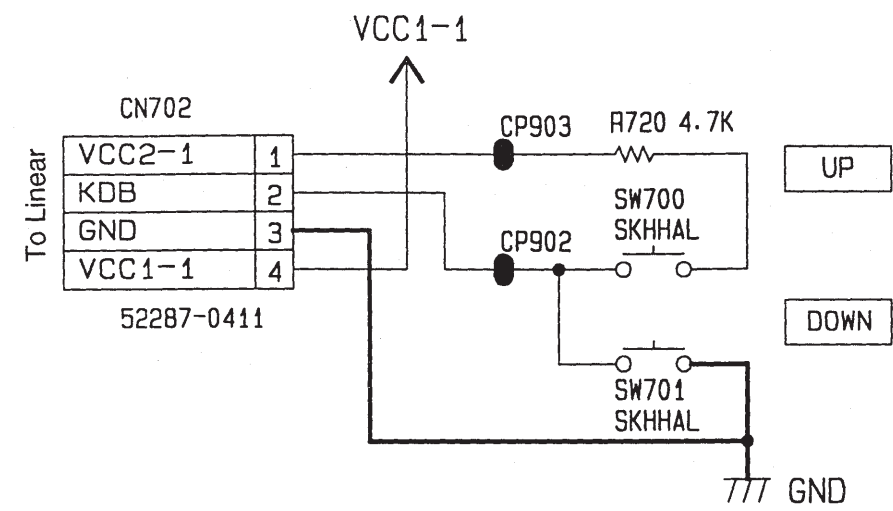 VCC1-1
CN702
CP903
R720 4.7K
To Linear
VCC2-1 1
KDB 2
GND 3
VCC1-1 4
UP
SW700
SKHHAL
CP902
52287-0411
DOWN
SW701
SKHHAL
GND